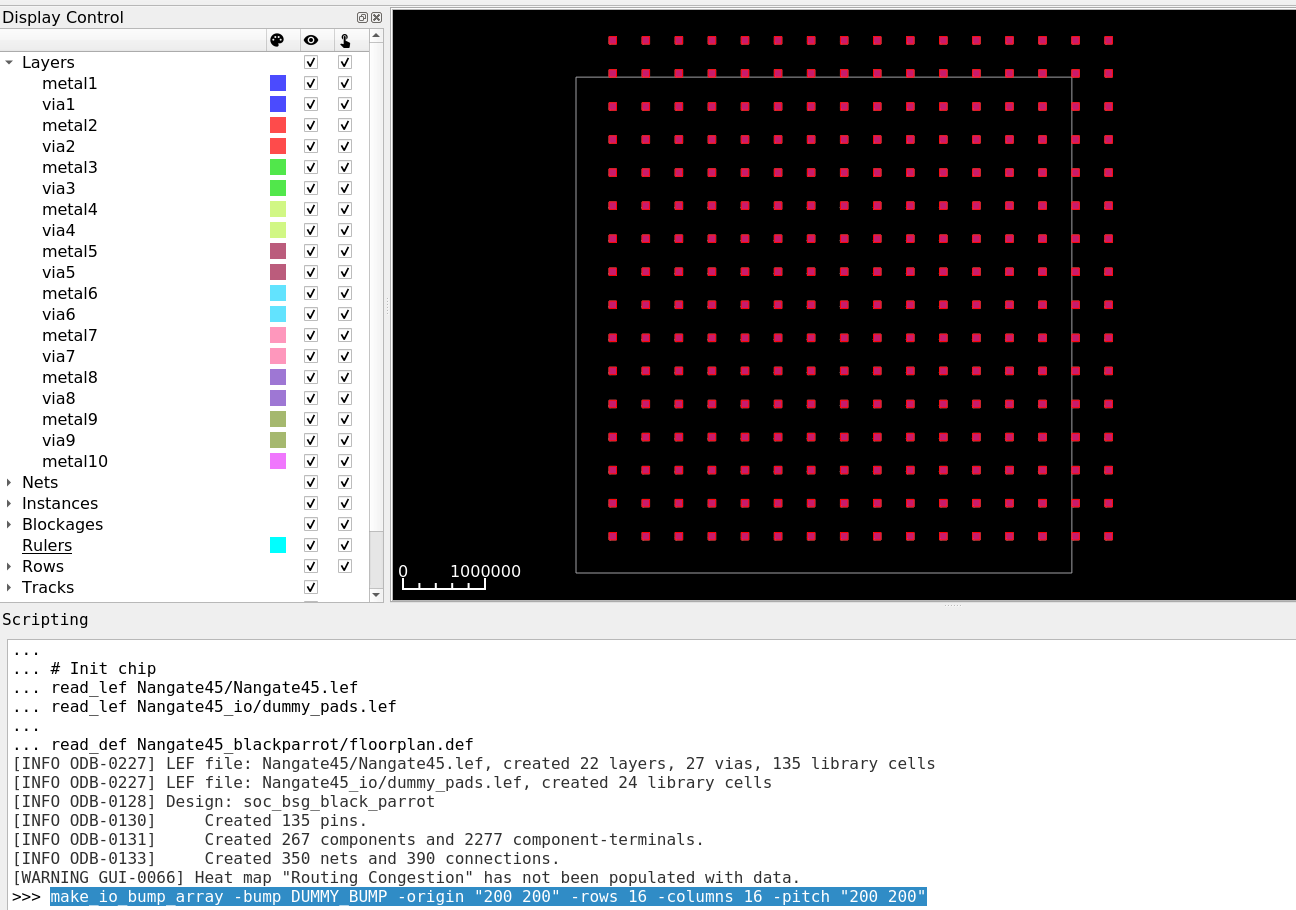 Display Control
Layers
metal1
via1
metal2
via2
metal3
via3
metal4
via4
metal5
via5
metal6
via6
metal7
via7
metal8
via8
metal9
via9
metal10
Nets
Instances
Blockages
Rulers
Rows
Tracks
0 1000000
Scripting
...
... # Init chip
... read_lef Nangate45/Nangate45.lef
... read_lef Nangate45_io/dummy_pads.lef
...
... read_def Nangate45_blackparrot/floorplan.def
[INFO ODB-0227] LEF file: Nangate45/Nangate45.lef, created 22 layers, 27 vias, 135 library cells
[INFO ODB-0227] LEF file: Nangate45_io/dummy_pads.lef, created 24 library cells
[INFO ODB-0128] Design: soc_bsg_black_parrot
[INFO ODB-0130]     Created 135 pins.
[INFO ODB-0131]     Created 267 components and 2277 component-terminals.
[INFO ODB-0133]     Created 350 nets and 390 connections.
[WARNING GUI-0066] Heat map "Routing Congestion" has not been populated with data.
>>> make_io_bump_array -bump DUMMY_BUMP -origin "200 200" -rows 16 -columns 16 -pitch "200 200"